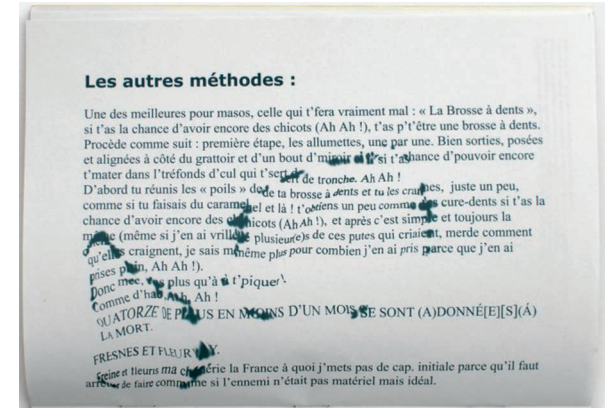 Les autres méthodes :
Une des meilleures pour masos, celle qui t'fera vraiment mal : « La Brosse à dents »,
si t'as la chance d'avoir encore des chicots (Ah Ah !), t'as p't'être une brosse à dents.
Procède comme suit : première étape, les allumettes, une par une. Bien sorties, posées
et alignées à côté du grattoir et d'un bout d'miroir si t'as chance d'pouvoir encore
t'mater dans l'tréfonds d'cul qui t'sert de tronche. Ah Ah !
D'abord tu réunis les « poils » de de ta brosse à dents et tu les juste un peu,
comme si tu faisais du caramel et là ! t'obtiens un peu comme des cure-dents si t'as la
chance d'avoir encore des chicots (Ah Ah !), et après c'est simple et toujours la
même (même si j'en ai vrillé plusieur(e)s de ces putes qui criaient, merde comment
qu'elles craignent, je sais même plus pour combien j'en ai pris parce que j'en ai
prises plein, Ah Ah !).
Donc mec, plus qu'à t'piquer
Comme d'hab, Ah, Ah !
QUATORZE DE PLUS EN MOINS D'UN MOIS SE SONT (A)DONNÉ[E][S](Á)
LA MORT.
FRESNES ET FLEURY
Freine et fleuris ma chérie la France à quoi j'mets pas de cap. initiale parce qu'il faut
arrêter de faire comme si l'ennemi n'était pas matériel mais idéal.